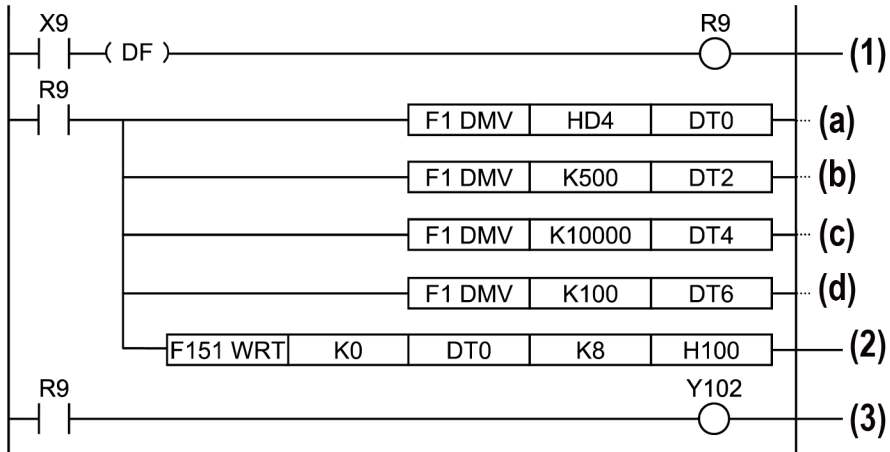 X9 R9
( DF ) (1)
R9
F1 DMV HD4 DT0 (a)
F1 DMV K500 DT2 (b)
F1 DMV K10000 DT4 (c)
F1 DMV K100 DT6 (d)
F151 WRT K0 DT0 K8 H100 (2)
R9 Y102
(3)